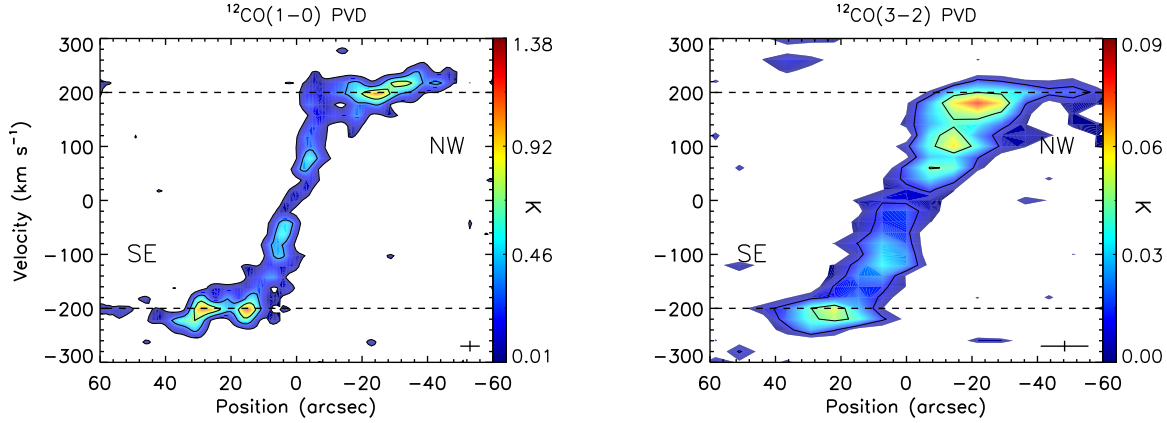 ¹²CO(1−0) PVD
300
200
100
0
−100
−200
−300
Velocity (km s⁻¹)
NW
SE
60 40 20 0 −20 −40 −60
Position (arcsec)
1.38
0.92
0.46
0.01
K
¹²CO(3−2) PVD
300
200
100
0
−100
−200
−300
NW
SE
60 40 20 0 −20 −40 −60
Position (arcsec)
0.09
0.06
0.03
0.00
K